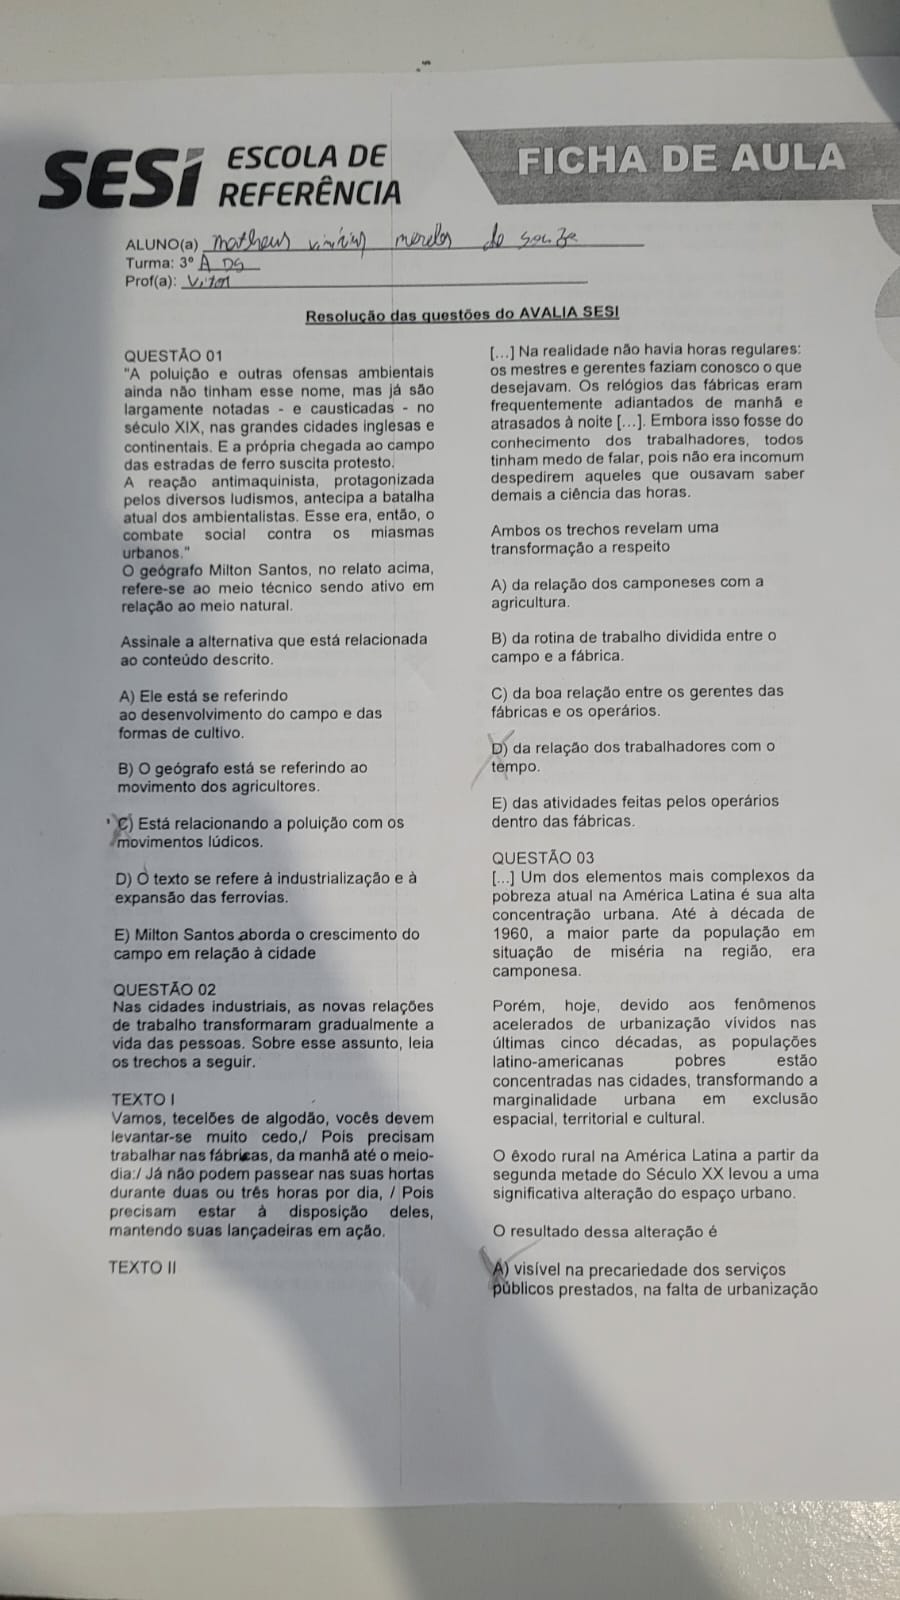 SESI ESCOLA DE
REFERÊNCIA
FICHA DE AULA
ALUNO(a) matheus vinícius mendes de souza
Turma: 3º A DS
Prof(a): Vitor
Resolução das questões do AVALIA SESI
QUESTÃO 01
"A poluição e outras ofensas ambientais
ainda não tinham esse nome, mas já são
largamente notadas - e causticadas - no
século XIX, nas grandes cidades inglesas e
continentais. E a própria chegada ao campo
das estradas de ferro suscita protesto.
A reação antimaquinista, protagonizada
pelos diversos ludismos, antecipa a batalha
atual dos ambientalistas. Esse era, então, o
combate social contra os miasmas
urbanos."
O geógrafo Milton Santos, no relato acima,
refere-se ao meio técnico sendo ativo em
relação ao meio natural.
Assinale a alternativa que está relacionada
ao conteúdo descrito.
A) Ele está se referindo
ao desenvolvimento do campo e das
formas de cultivo.
B) O geógrafo está se referindo ao
movimento dos agricultores.
C) Está relacionando a poluição com os
movimentos lúdicos.
D) O texto se refere à industrialização e à
expansão das ferrovias.
E) Milton Santos aborda o crescimento do
campo em relação à cidade
QUESTÃO 02
Nas cidades industriais, as novas relações
de trabalho transformaram gradualmente a
vida das pessoas. Sobre esse assunto, leia
os trechos a seguir.
TEXTO I
Vamos, tecelões de algodão, vocês devem
levantar-se muito cedo,/ Pois precisam
trabalhar nas fábricas, da manhã até o meio-
dia:/ Já não podem passear nas suas hortas
durante duas ou três horas por dia, / Pois
precisam estar à disposição deles,
mantendo suas lançadeiras em ação.
TEXTO II
[...] Na realidade não havia horas regulares:
os mestres e gerentes faziam conosco o que
desejavam. Os relógios das fábricas eram
frequentemente adiantados de manhã e
atrasados à noite [...]. Embora isso fosse do
conhecimento dos trabalhadores, todos
tinham medo de falar, pois não era incomum
despedirem aqueles que ousavam saber
demais a ciência das horas.
Ambos os trechos revelam uma
transformação a respeito
A) da relação dos camponeses com a
agricultura.
B) da rotina de trabalho dividida entre o
campo e a fábrica.
C) da boa relação entre os gerentes das
fábricas e os operários.
D) da relação dos trabalhadores com o
tempo.
E) das atividades feitas pelos operários
dentro das fábricas.
QUESTÃO 03
[...] Um dos elementos mais complexos da
pobreza atual na América Latina é sua alta
concentração urbana. Até à década de
1960, a maior parte da população em
situação de miséria na região, era
camponesa.
Porém, hoje, devido aos fenômenos
acelerados de urbanização vívidos nas
últimas cinco décadas, as populações
latino-americanas pobres estão
concentradas nas cidades, transformando a
marginalidade urbana em exclusão
espacial, territorial e cultural.
O êxodo rural na América Latina a partir da
segunda metade do Século XX levou a uma
significativa alteração do espaço urbano.
O resultado dessa alteração é
A) visível na precariedade dos serviços
públicos prestados, na falta de urbanização